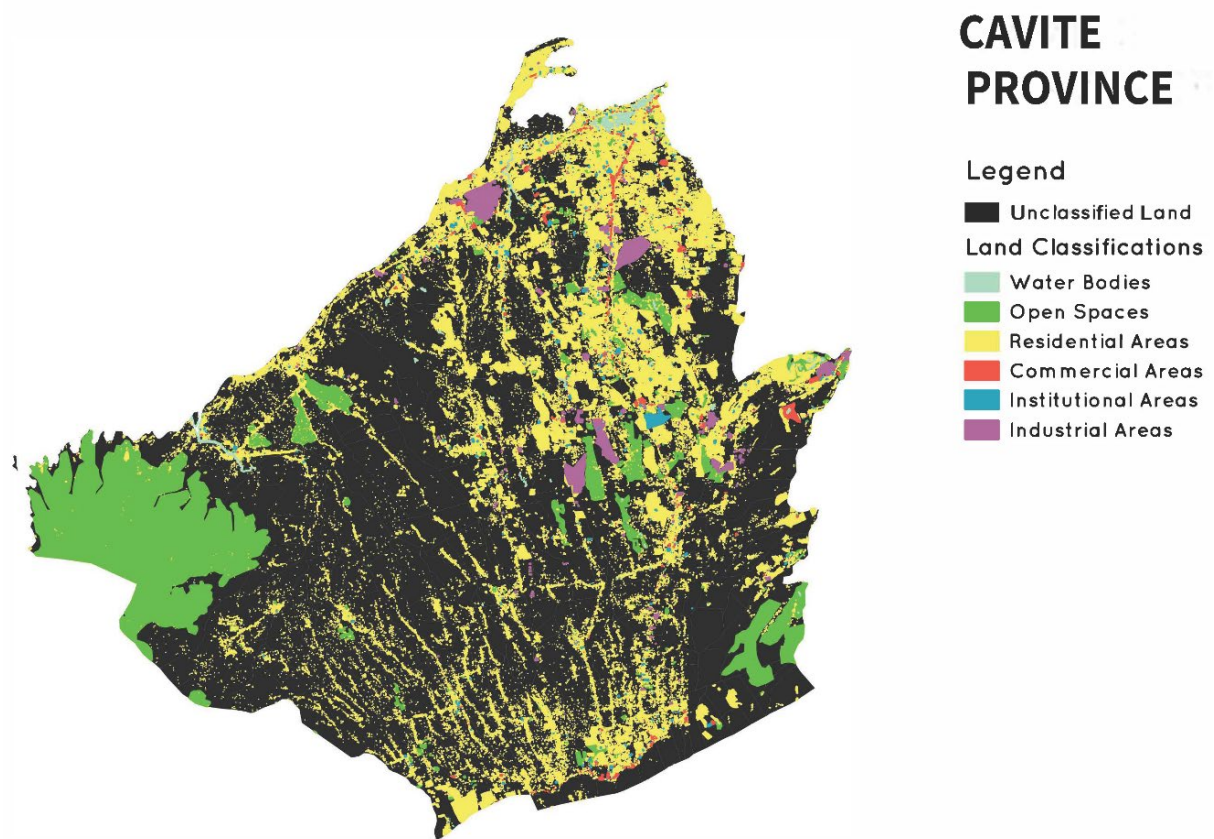 CAVITE
PROVINCE
Legend
Unclassified Land
Land Classifications
Water Bodies
Open Spaces
Residential Areas
Commercial Areas
Institutional Areas
Industrial Areas